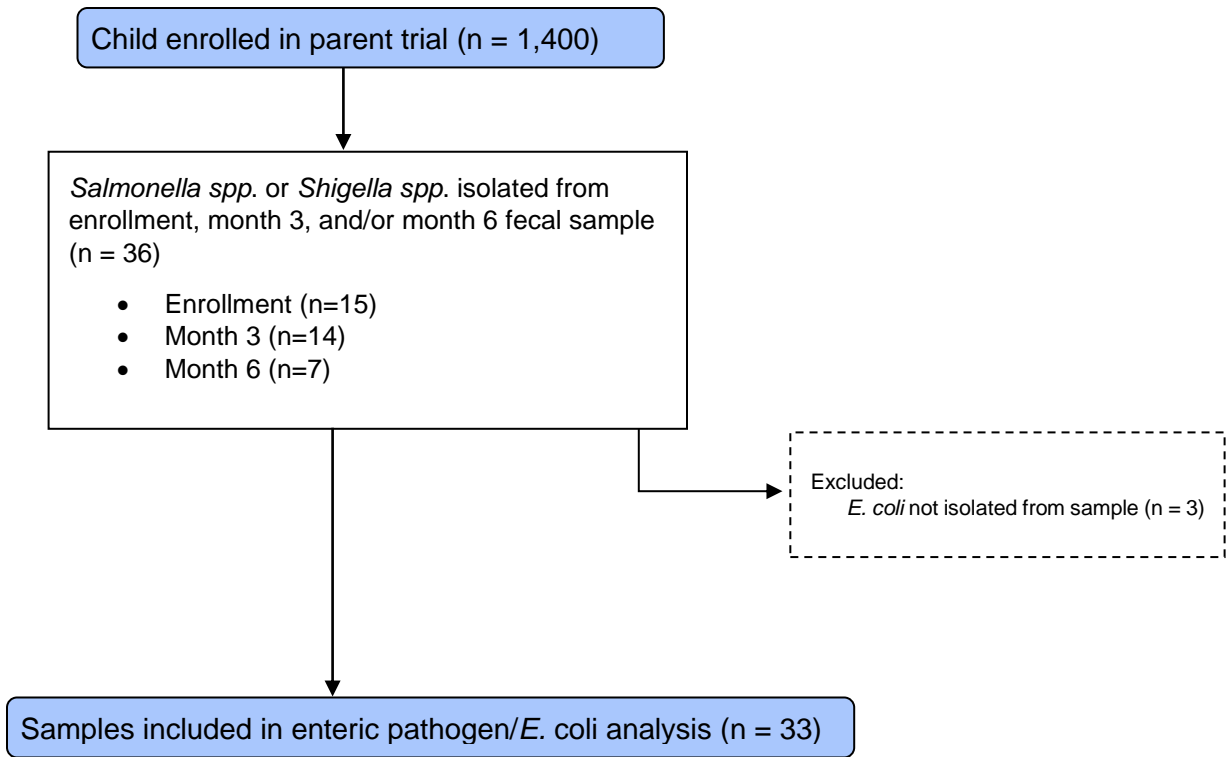 Child enrolled in parent trial (n = 1,400)
Salmonella spp. or Shigella spp. isolated from
enrollment, month 3, and/or month 6 fecal sample
(n = 36)
• Enrollment (n=15)
• Month 3 (n=14)
• Month 6 (n=7)
Excluded:
E. coli not isolated from sample (n = 3)
Samples included in enteric pathogen/E. coli analysis (n = 33)